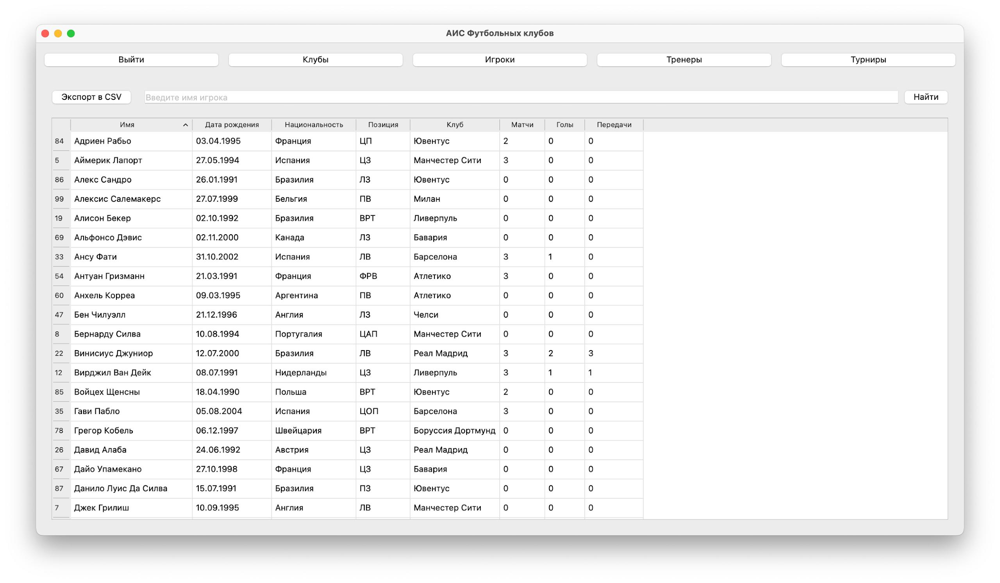 АИС Футбольных клубов
Выйти Клубы Игроки Тренеры Турниры
Экспорт в CSV Введите имя игрока Найти
Имя Дата рождения Национальность Позиция Клуб Матчи Голы Передачи
84 Адриен Рабьо 03.04.1995 Франция ЦП Ювентус 2 0 0
5 Аймерик Лапорт 27.05.1994 Испания ЦЗ Манчестер Сити 3 0 0
86 Алекс Сандро 26.01.1991 Бразилия ЛЗ Ювентус 0 0 0
99 Алексис Салемакерс 27.07.1999 Бельгия ПВ Милан 0 0 0
19 Алисон Бекер 02.10.1992 Бразилия ВРТ Ливерпуль 0 0 0
69 Альфонсо Дэвис 02.11.2000 Канада ЛЗ Бавария 0 0 0
33 Ансу Фати 31.10.2002 Испания ЛВ Барселона 3 1 0
54 Антуан Гризманн 21.03.1991 Франция ФРВ Атлетико 3 0 0
60 Анхель Корреа 09.03.1995 Аргентина ПВ Атлетико 0 0 0
47 Бен Чилуэлл 21.12.1996 Англия ЛЗ Челси 0 0 0
8 Бернарду Силва 10.08.1994 Португалия ЦАП Манчестер Сити 0 0 0
22 Винисиус Джуниор 12.07.2000 Бразилия ЛВ Реал Мадрид 3 2 3
12 Вирджил Ван Дейк 08.07.1991 Нидерланды ЦЗ Ливерпуль 3 1 1
85 Войцех Щенсны 18.04.1990 Польша ВРТ Ювентус 2 0 0
35 Гави Пабло 05.08.2004 Испания ЦОП Барселона 3 0 0
78 Грегор Кобель 06.12.1997 Швейцария ВРТ Боруссия Дортмунд 0 0 0
26 Давид Алаба 24.06.1992 Австрия ЦЗ Реал Мадрид 0 0 0
67 Дайо Упамекано 27.10.1998 Франция ЦЗ Бавария 0 0 0
87 Данило Луис Да Силва 15.07.1991 Бразилия ПЗ Ювентус 0 0 0
7 Джек Грилиш 10.09.1995 Англия ЛВ Манчестер Сити 0 0 0